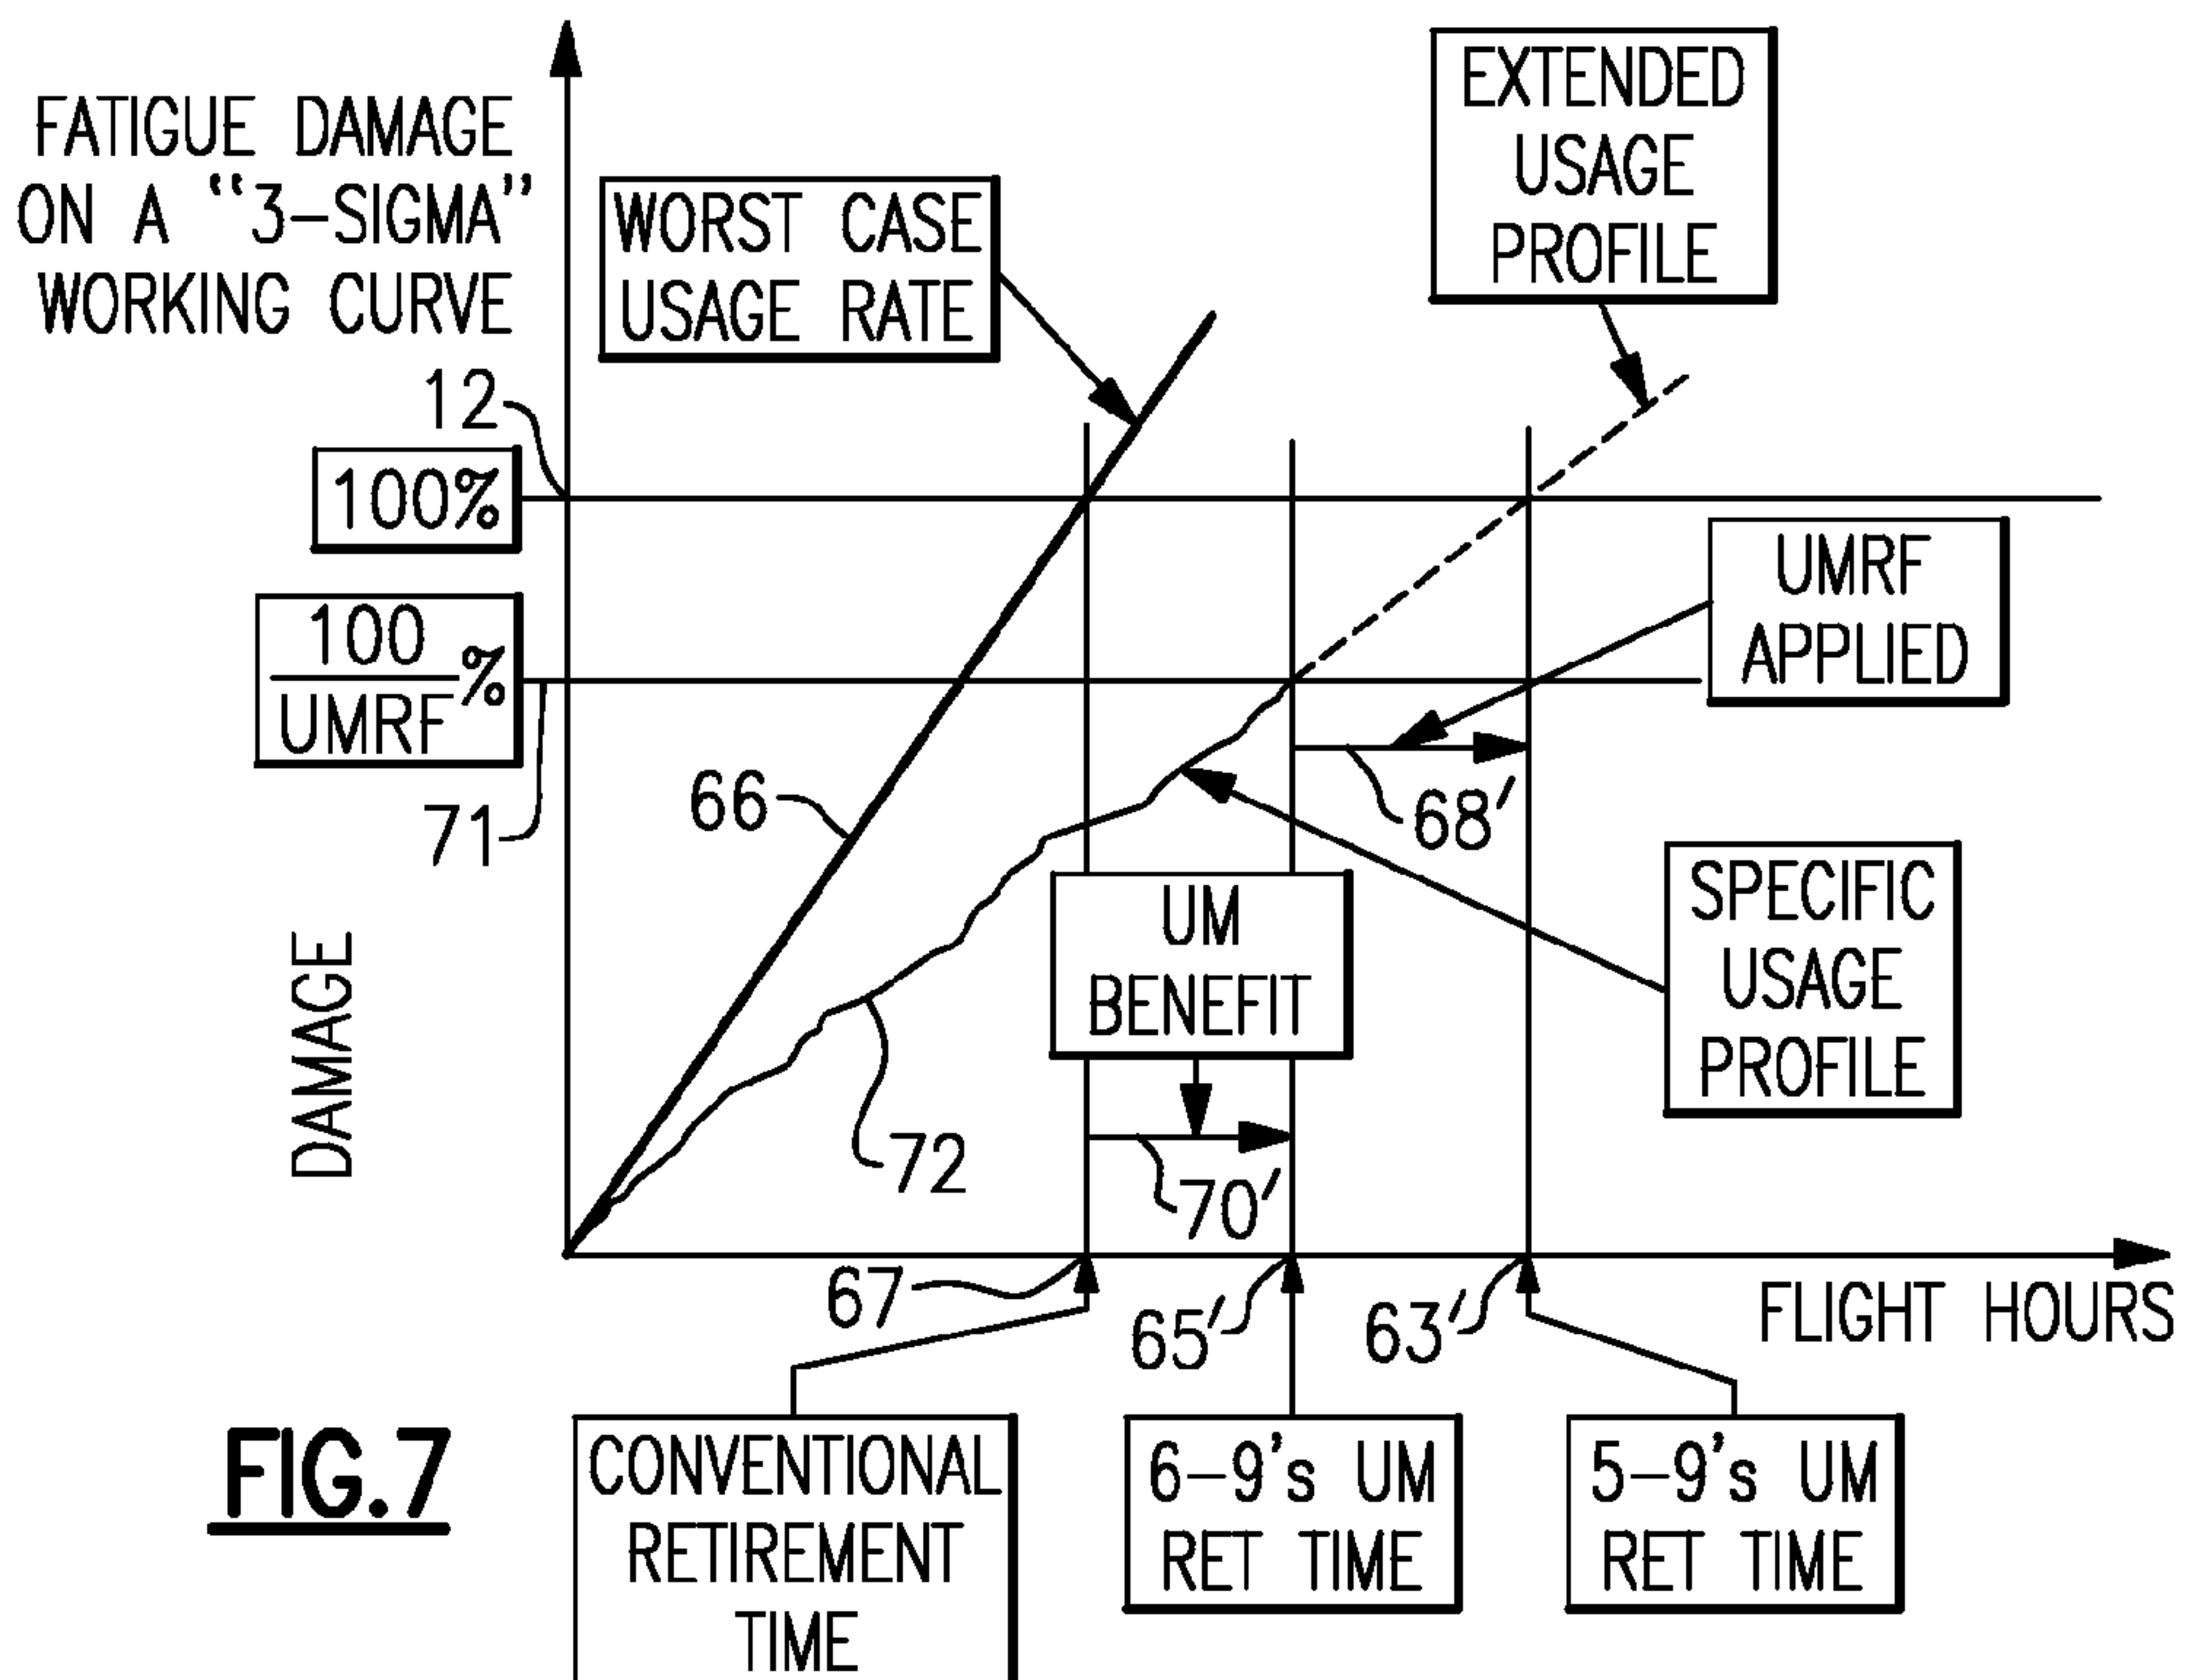 FATIGUE DAMAGE
ON A "3-SIGMA"
WORKING CURVE
WORST CASE
USAGE RATE
EXTENDED
USAGE
PROFILE
12
100%
100
UMRF
%
71
66
UMRF
APPLIED
68'
UM
BENEFIT
SPECIFIC
USAGE
PROFILE
DAMAGE
72
70'
67
65'
63'
FLIGHT HOURS
FIG.7
CONVENTIONAL
RETIREMENT
TIME
6-9's UM
RET TIME
5-9's UM
RET TIME